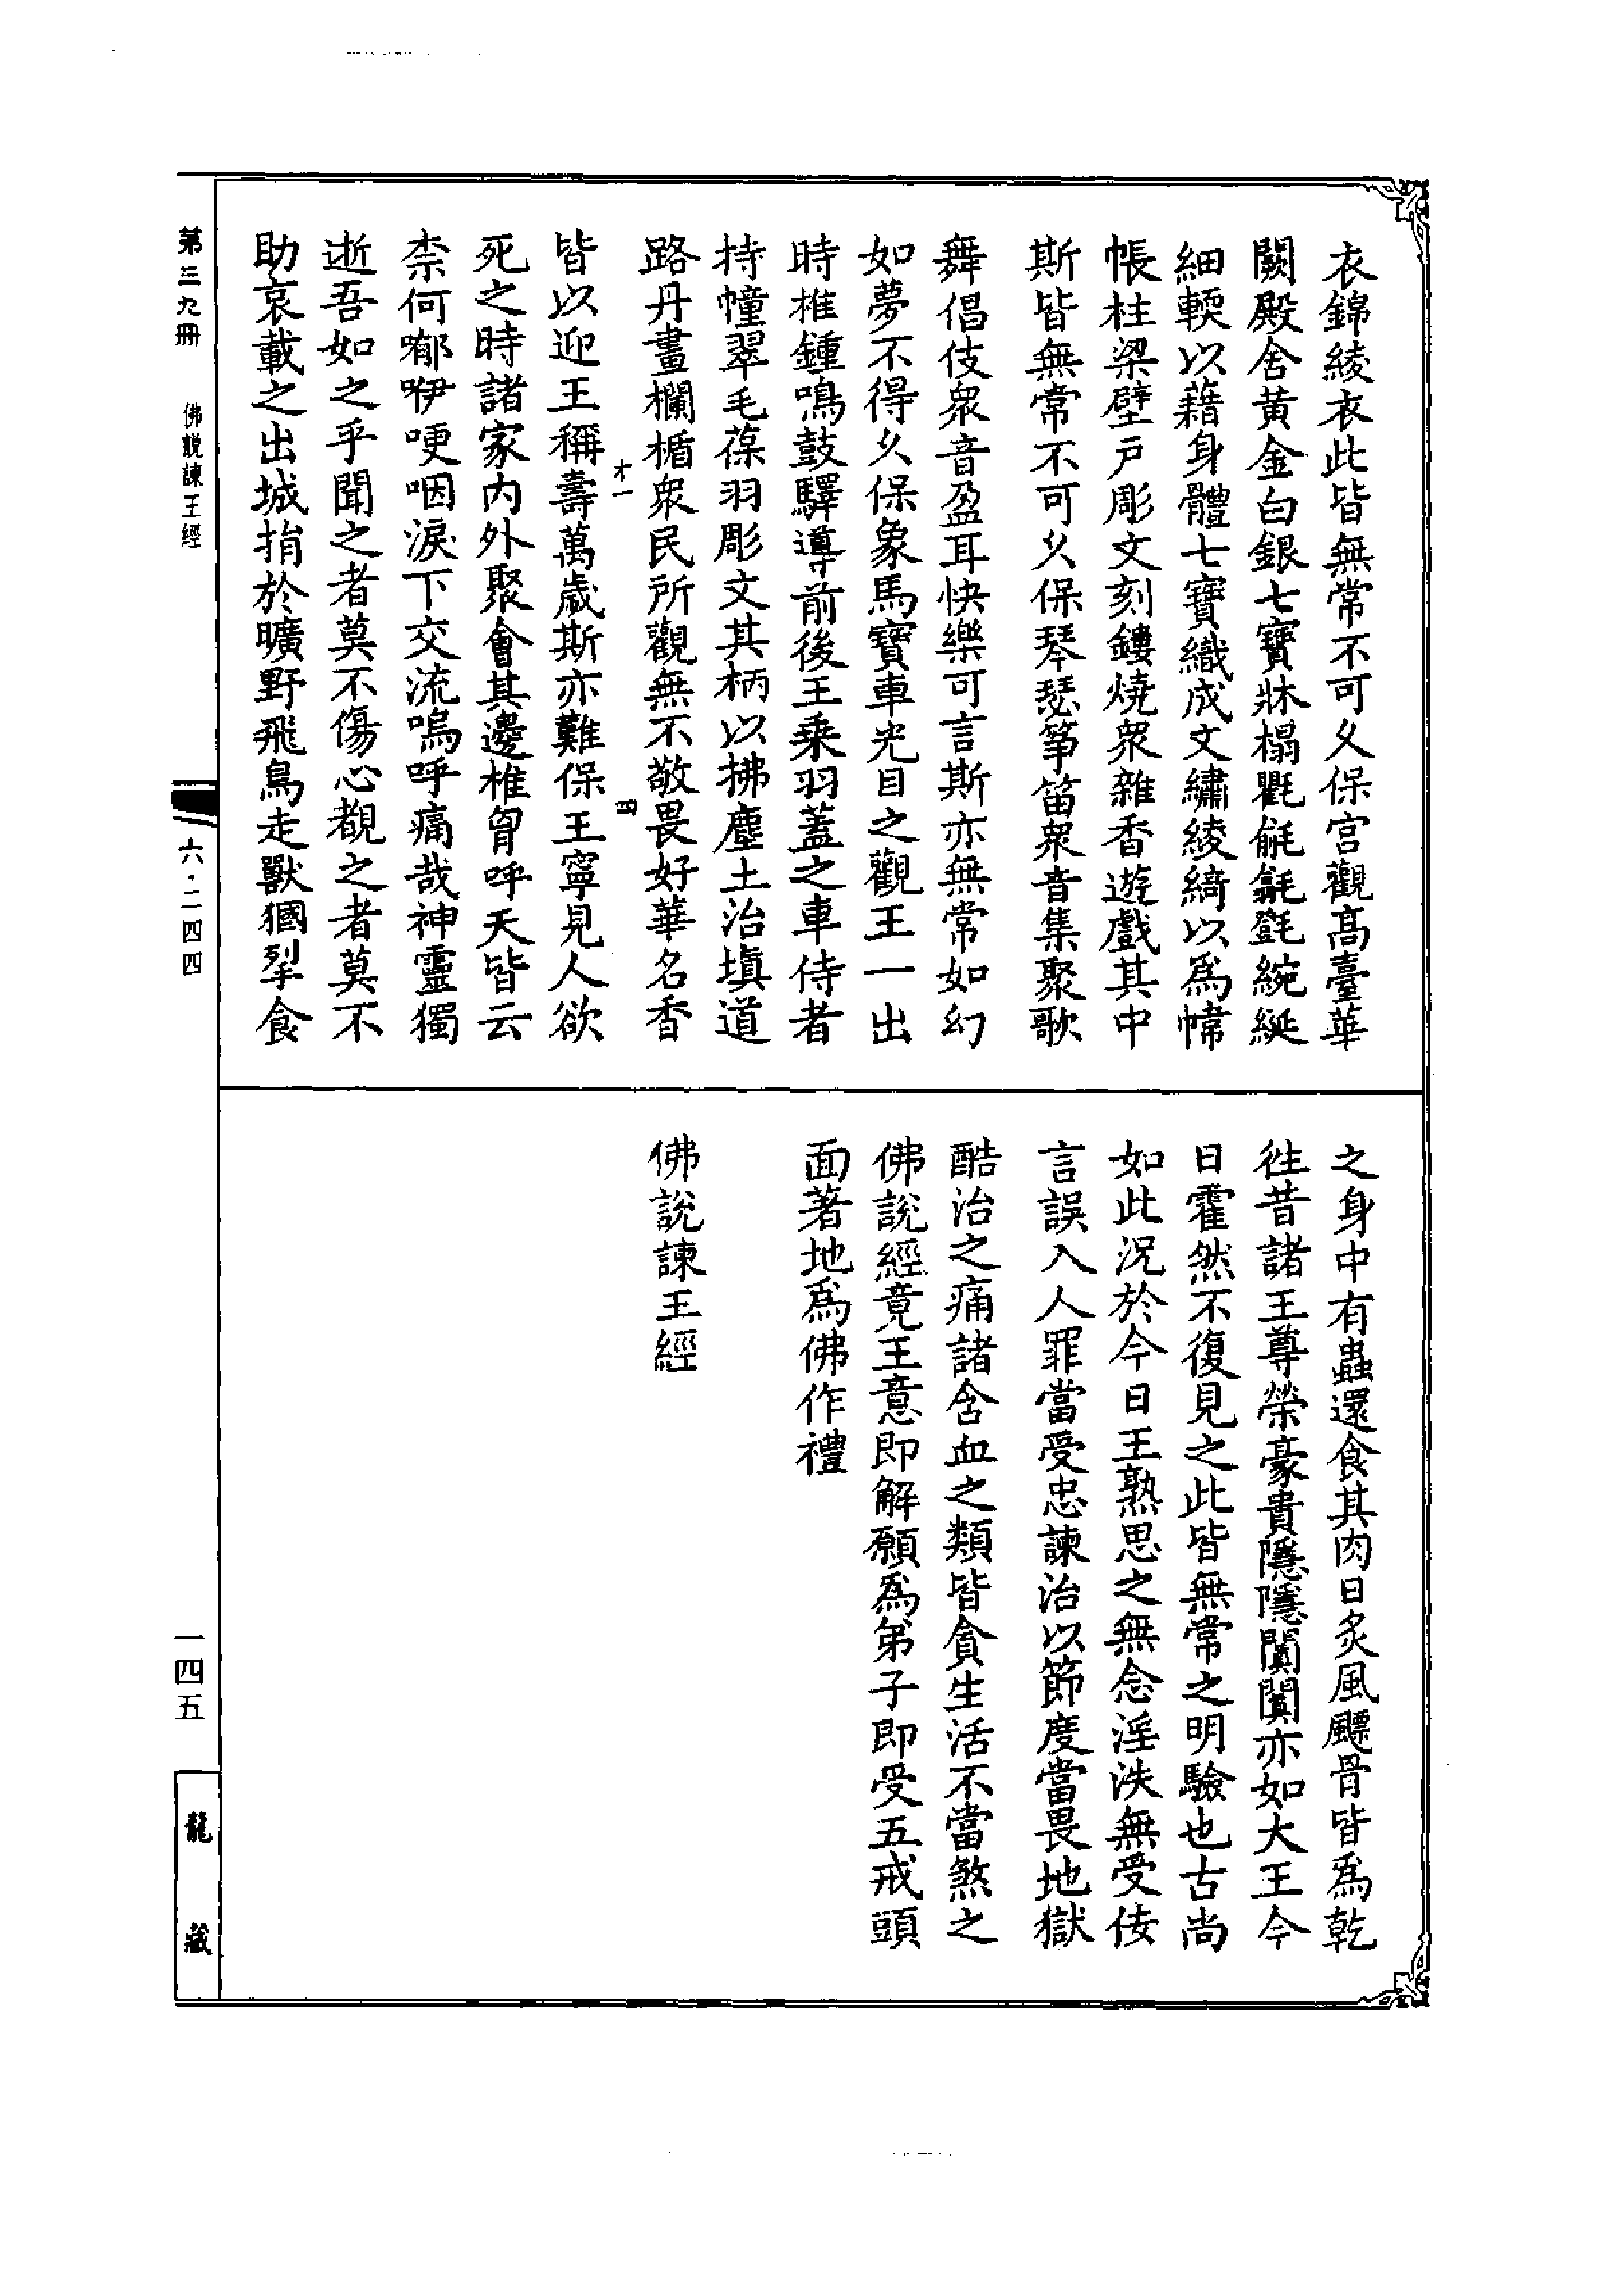 衣錦綾衣此皆無常不可久保宮觀高臺華
闕殿舍黃金白銀七寶牀榻氍毹氀㲪綩綖
細輭以藉身體七寶織成文繡綾綺以爲幃
帳柱梁壁戸彫文刻鏤燒衆雜香遊戲其中
斯皆無常不可久保琴瑟筝笛衆音集聚歌
舞倡伎衆音盈耳快樂可言斯亦無常如幻
如夢不得久保象馬寶車光目之觀王一出
時椎鍾鳴鼓驛導前後王乗羽蓋之車侍者
持幢翠毛葆羽彫文其柄以拂塵土治塡道
路丹畫欄楯衆民所觀無不敬畏好華名香
才一 四
皆以迎王稱壽萬歲斯亦難保王寧見人欲
死之時諸家内外聚會其邊椎胷呼天皆云
柰何㖪咿哽咽淚下交流嗚呼痛哉神靈獨
逝吾如之乎聞之者莫不傷心覩之者莫不
助哀載之出城捐於曠野飛鳥走獸摑裂食
之身中有蟲還食其肉日炙風飃骨皆爲乾
往昔諸王尊榮豪貴隱隱闐闐亦如大王今
日霍然不復見之此皆無常之明驗也古尚
如此況於今日王熟思之無念淫泆無受佞
言誤入人罪當受忠諫治以節度當畏地獄
酷治之痛諸含血之類皆貪生活不當煞之
佛說經竟王意即解願爲弟子即受五戒頭
面著地爲佛作禮
佛說諫王經
第三九冊 佛説諫王經
六·二四四
一四五
龍藏